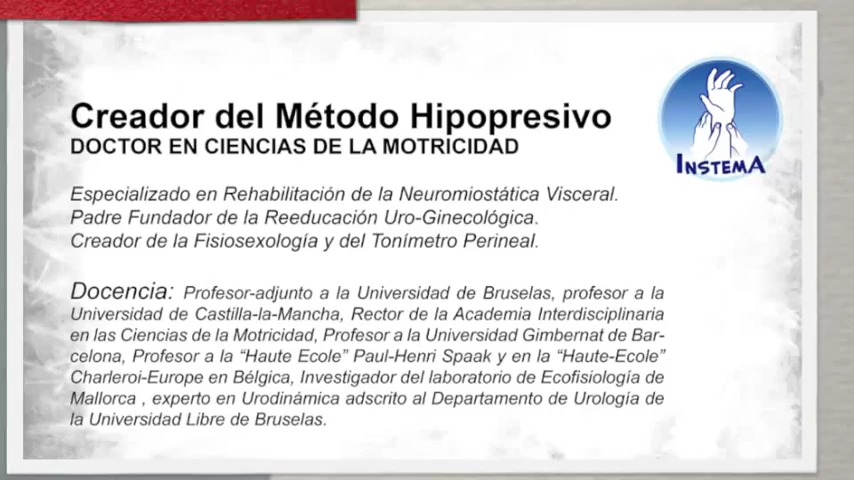 Creador del Método Hipopresivo
DOCTOR EN CIENCIAS DE LA MOTRICIDAD
INSTEMA
Especializado en Rehabilitación de la Neuromiostática Visceral.
Padre Fundador de la Reeducación Uro-Ginecológica.
Creador de la Fisiosexología y del Tonímetro Perineal.
Docencia: Profesor-adjunto a la Universidad de Bruselas, profesor a la
Universidad de Castilla-la-Mancha, Rector de la Academia Interdisciplinaria
en las Ciencias de la Motricidad, Profesor a la Universidad Gimbernat de Bar-
celona, Profesor a la “Haute Ecole” Paul-Henri Spaak y en la “Haute-Ecole”
Charleroi-Europe en Bélgica, Investigador del laboratorio de Ecofisiología de
Mallorca , experto en Urodinámica adscrito al Departamento de Urología de
la Universidad Libre de Bruselas.